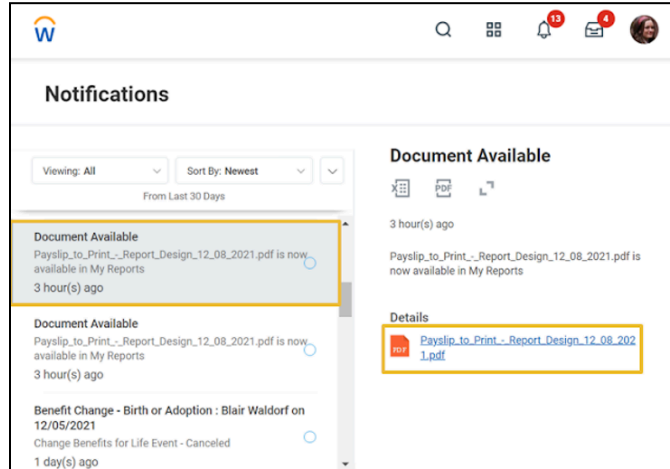 W
13
4
Notifications
Viewing: All
Sort By: Newest
From Last 30 Days
Document Available
Payslip_to_Print_-_Report_Design_12_08_2021.pdf is now
available in My Reports
3 hour(s) ago
Document Available
Payslip_to_Print_-_Report_Design_12_08_2021.pdf is now
available in My Reports
3 hour(s) ago
Benefit Change - Birth or Adoption : Blair Waldorf on
12/05/2021
Change Benefits for Life Event - Canceled
1 day(s) ago
Document Available
PDF
3 hour(s) ago
Payslip_to_Print_-_Report_Design_12_08_2021.pdf is
now available in My Reports
Details
PDF
Payslip_to_Print_-_Report_Design_12_08_202
1.pdf